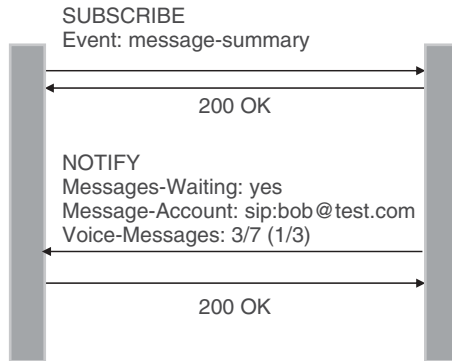 SUBSCRIBE
Event: message-summary
200 OK
NOTIFY
Messages-Waiting: yes
Message-Account: sip:bob@test.com
Voice-Messages: 3/7 (1/3)
200 OK